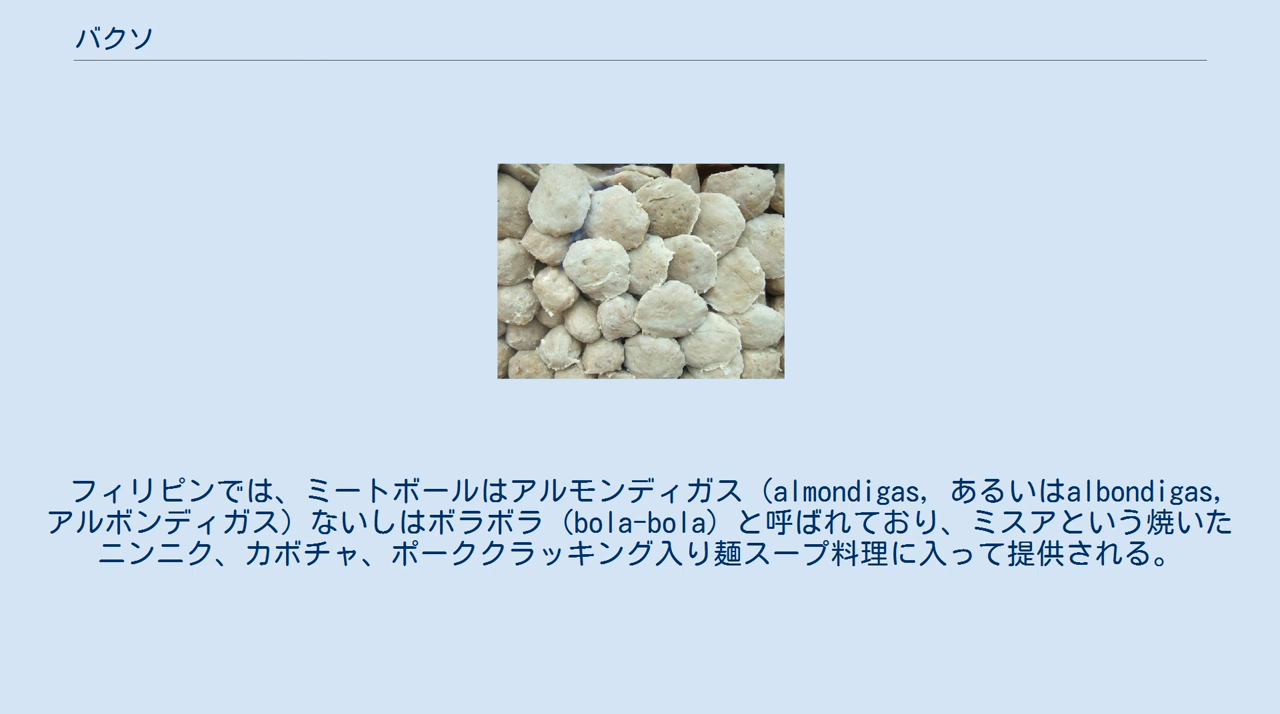 バクソ
フィリピンでは、ミートボールはアルモンディガス（almondigas, あるいはalbondigas,
アルボンディガス）ないしはボラボラ（bola-bola）と呼ばれており、ミスアという焼いた
ニンニク、カボチャ、ポーククラッキング入り麺スープ料理に入って提供される。